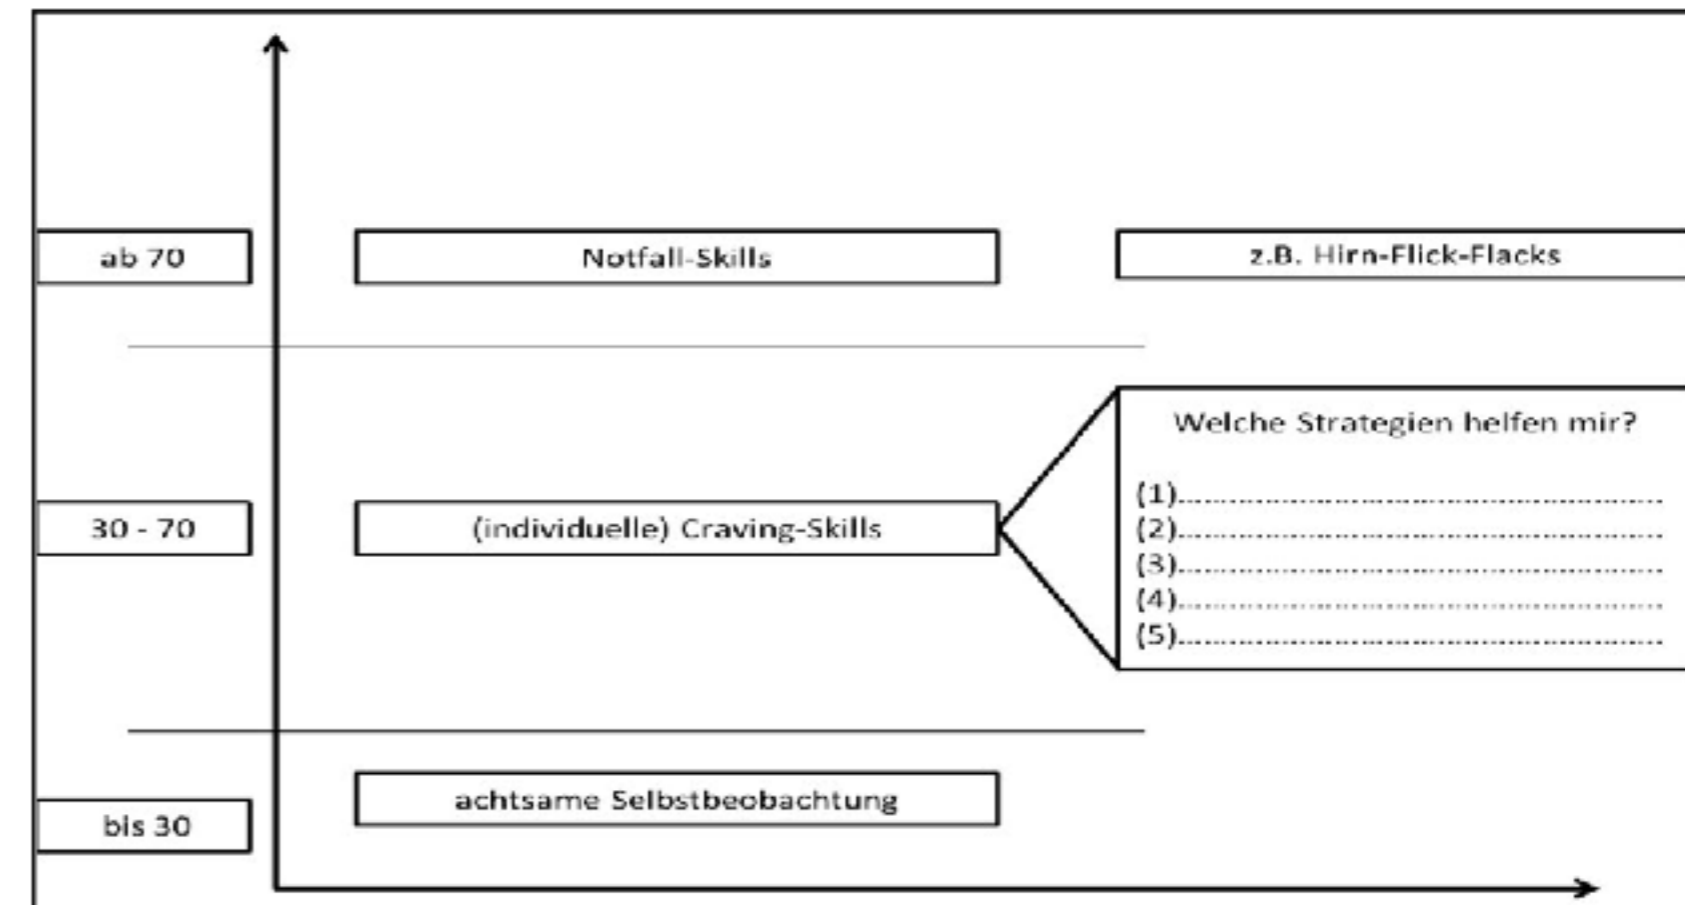 ab 70
Notfall-Skills
z.B. Hirn-Flick-Flacks
Welche Strategien helfen mir?
(1)................................................................
(2)................................................................
(3)................................................................
(4)................................................................
(5)................................................................
30 - 70
(individuelle) Craving-Skills
achtsame Selbstbeobachtung
bis 30